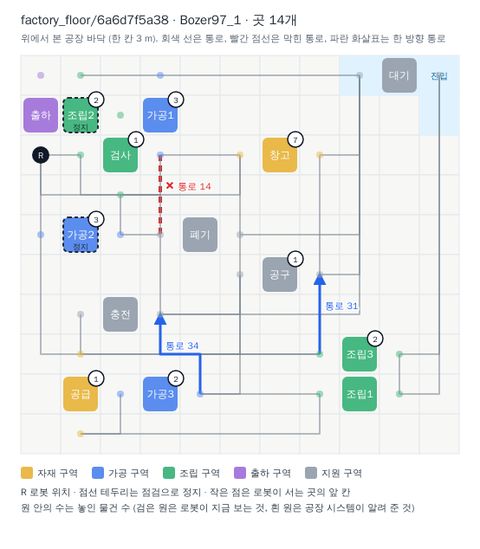 factory_floor/6a6d7f5a38 · Bozer97_1 · 곳 14개
위에서 본 공장 바닥 (한 칸 3 m). 회색 선은 통로, 빨간 점선은 막힌 통로, 파란 화살표는 한 방향 통로
대기
전립
출하
조립2
2
정지
가공1
3
R
검사
1
창고
7
✕ 통로 14
가공2
3
정지
폐기
공구
1
통로 31
충전
통로 34
조립3
2
공급
1
가공3
2
조립1
자재 구역
가공 구역
조립 구역
출하 구역
지원 구역
R 로봇 위치 · 점선 테두리는 점검으로 정지 · 작은 점은 로봇이 서는 곳의 앞 칸
원 안의 수는 놓인 물건 수 (검은 원은 로봇이 지금 보는 것, 흰 원은 공장 시스템이 알려 준 것)